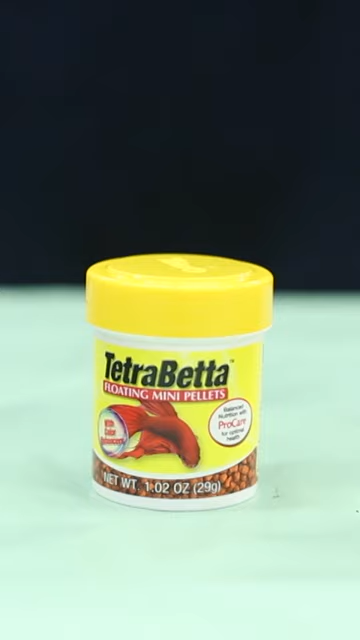 TetraBetta™
FLOATING MINI PELLETS
Balanced
Nutrition with
ProCare
for optimal
health
With
Color
Enhancers
NET WT. 1.02 OZ (29g)